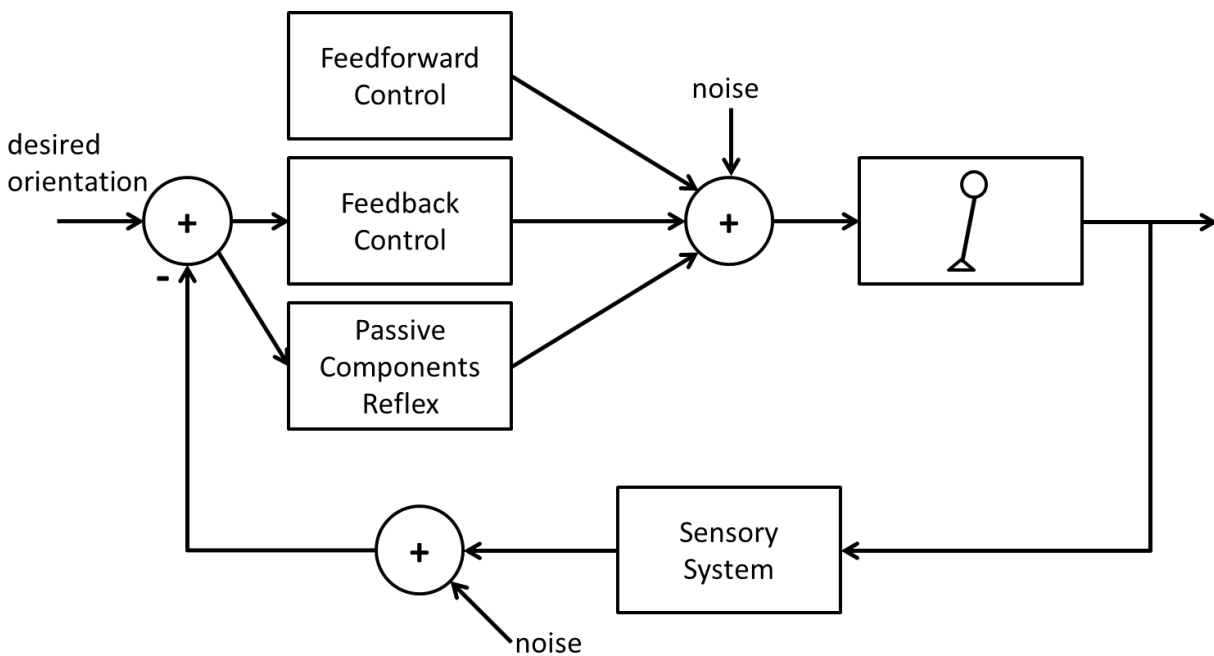 Feedforward
Control
noise
desired
orientation
+
Feedback
Control
+
-
Passive
Components
Reflex
Sensory
System
+
noise